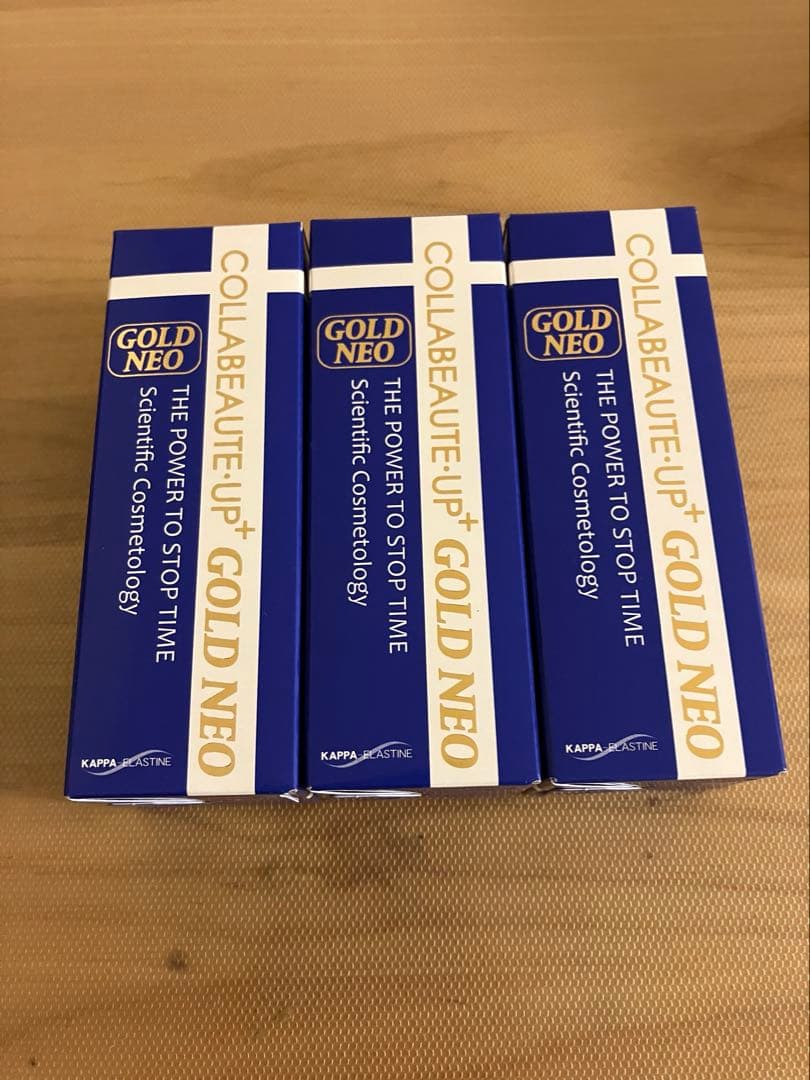 COLLABEAUTE·UP⁺ GOLD NEO
GOLD
NEO
THE POWER TO STOP TIME
Scientific Cosmetology
KAPPA-ELASTINE
COLLABEAUTE·UP⁺ GOLD NEO
GOLD
NEO
THE POWER TO STOP TIME
Scientific Cosmetology
KAPPA-ELASTINE
COLLABEAUTE·UP⁺ GOLD NEO
GOLD
NEO
THE POWER TO STOP TIME
Scientific Cosmetology
KAPPA-ELASTINE